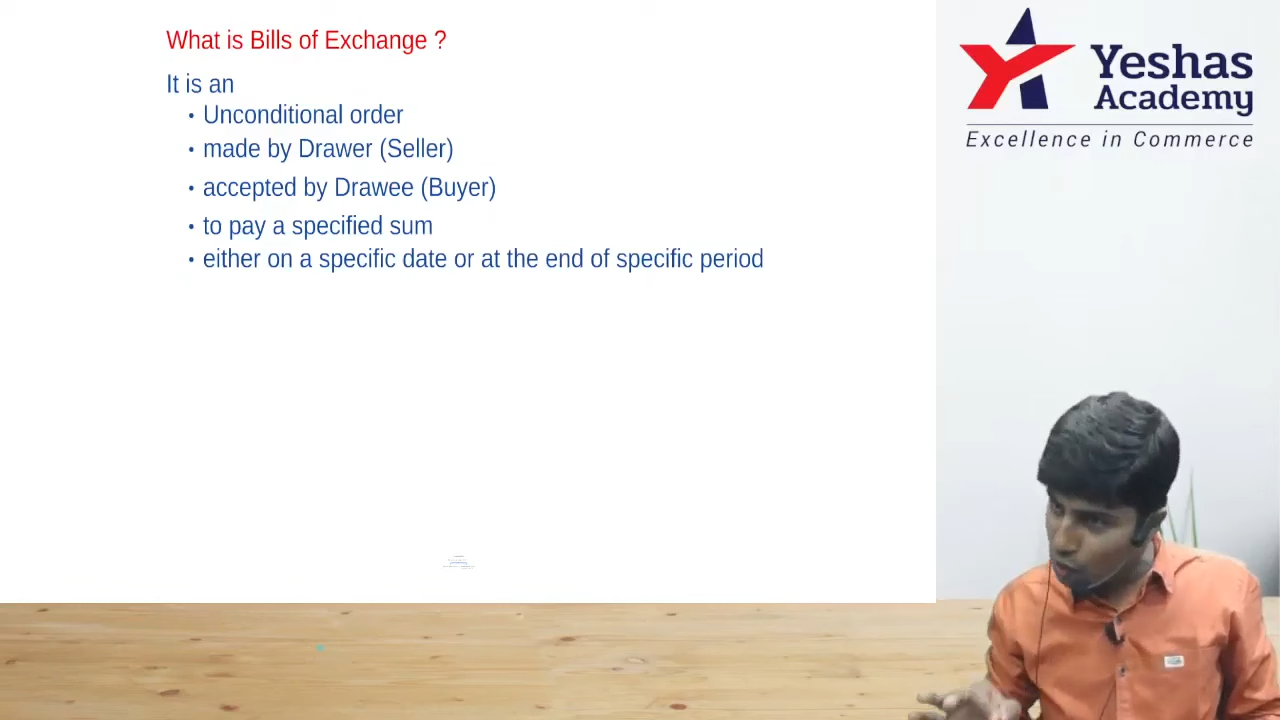 What is Bills of Exchange ?
It is an
• Unconditional order
• made by Drawer (Seller)
• accepted by Drawee (Buyer)
• to pay a specified sum
• either on a specific date or at the end of specific period
Yeshas
Academy
Excellence in Commerce